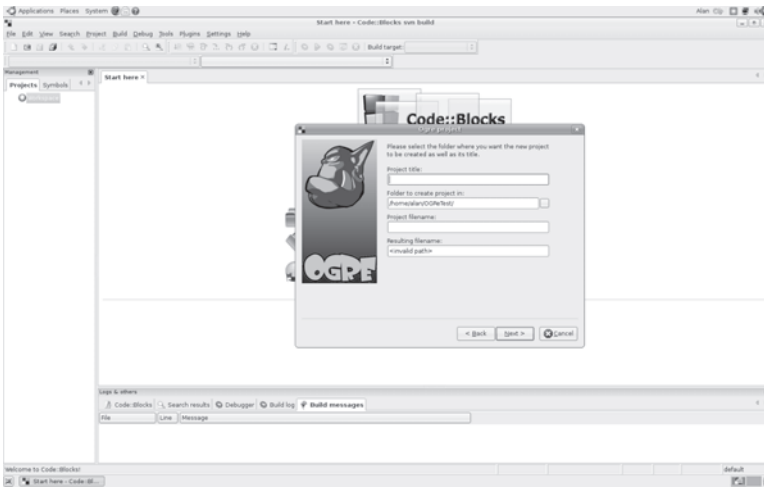 Applications Places System
Alan Cip
Start here - Code::Blocks svn build
File Edit View Search Project Build Debug Tools Plugins Settings Help
Build target:
Management
Projects Symbols
Start here
Code::Blocks
Ogre project
Please select the folder where you want the new project
to be created as well as its title.
Project title:
Folder to create project in:
/home/alan/OGReTest/
Project filename:
Resulting filename:
<invalid path>
OGRE
< Back Next > Cancel
Logs & others
Code::Blocks Search results Debugger Build log Build messages
File Line Message
Welcome to Code::Blocks!
default
Start here - Code::Bl...